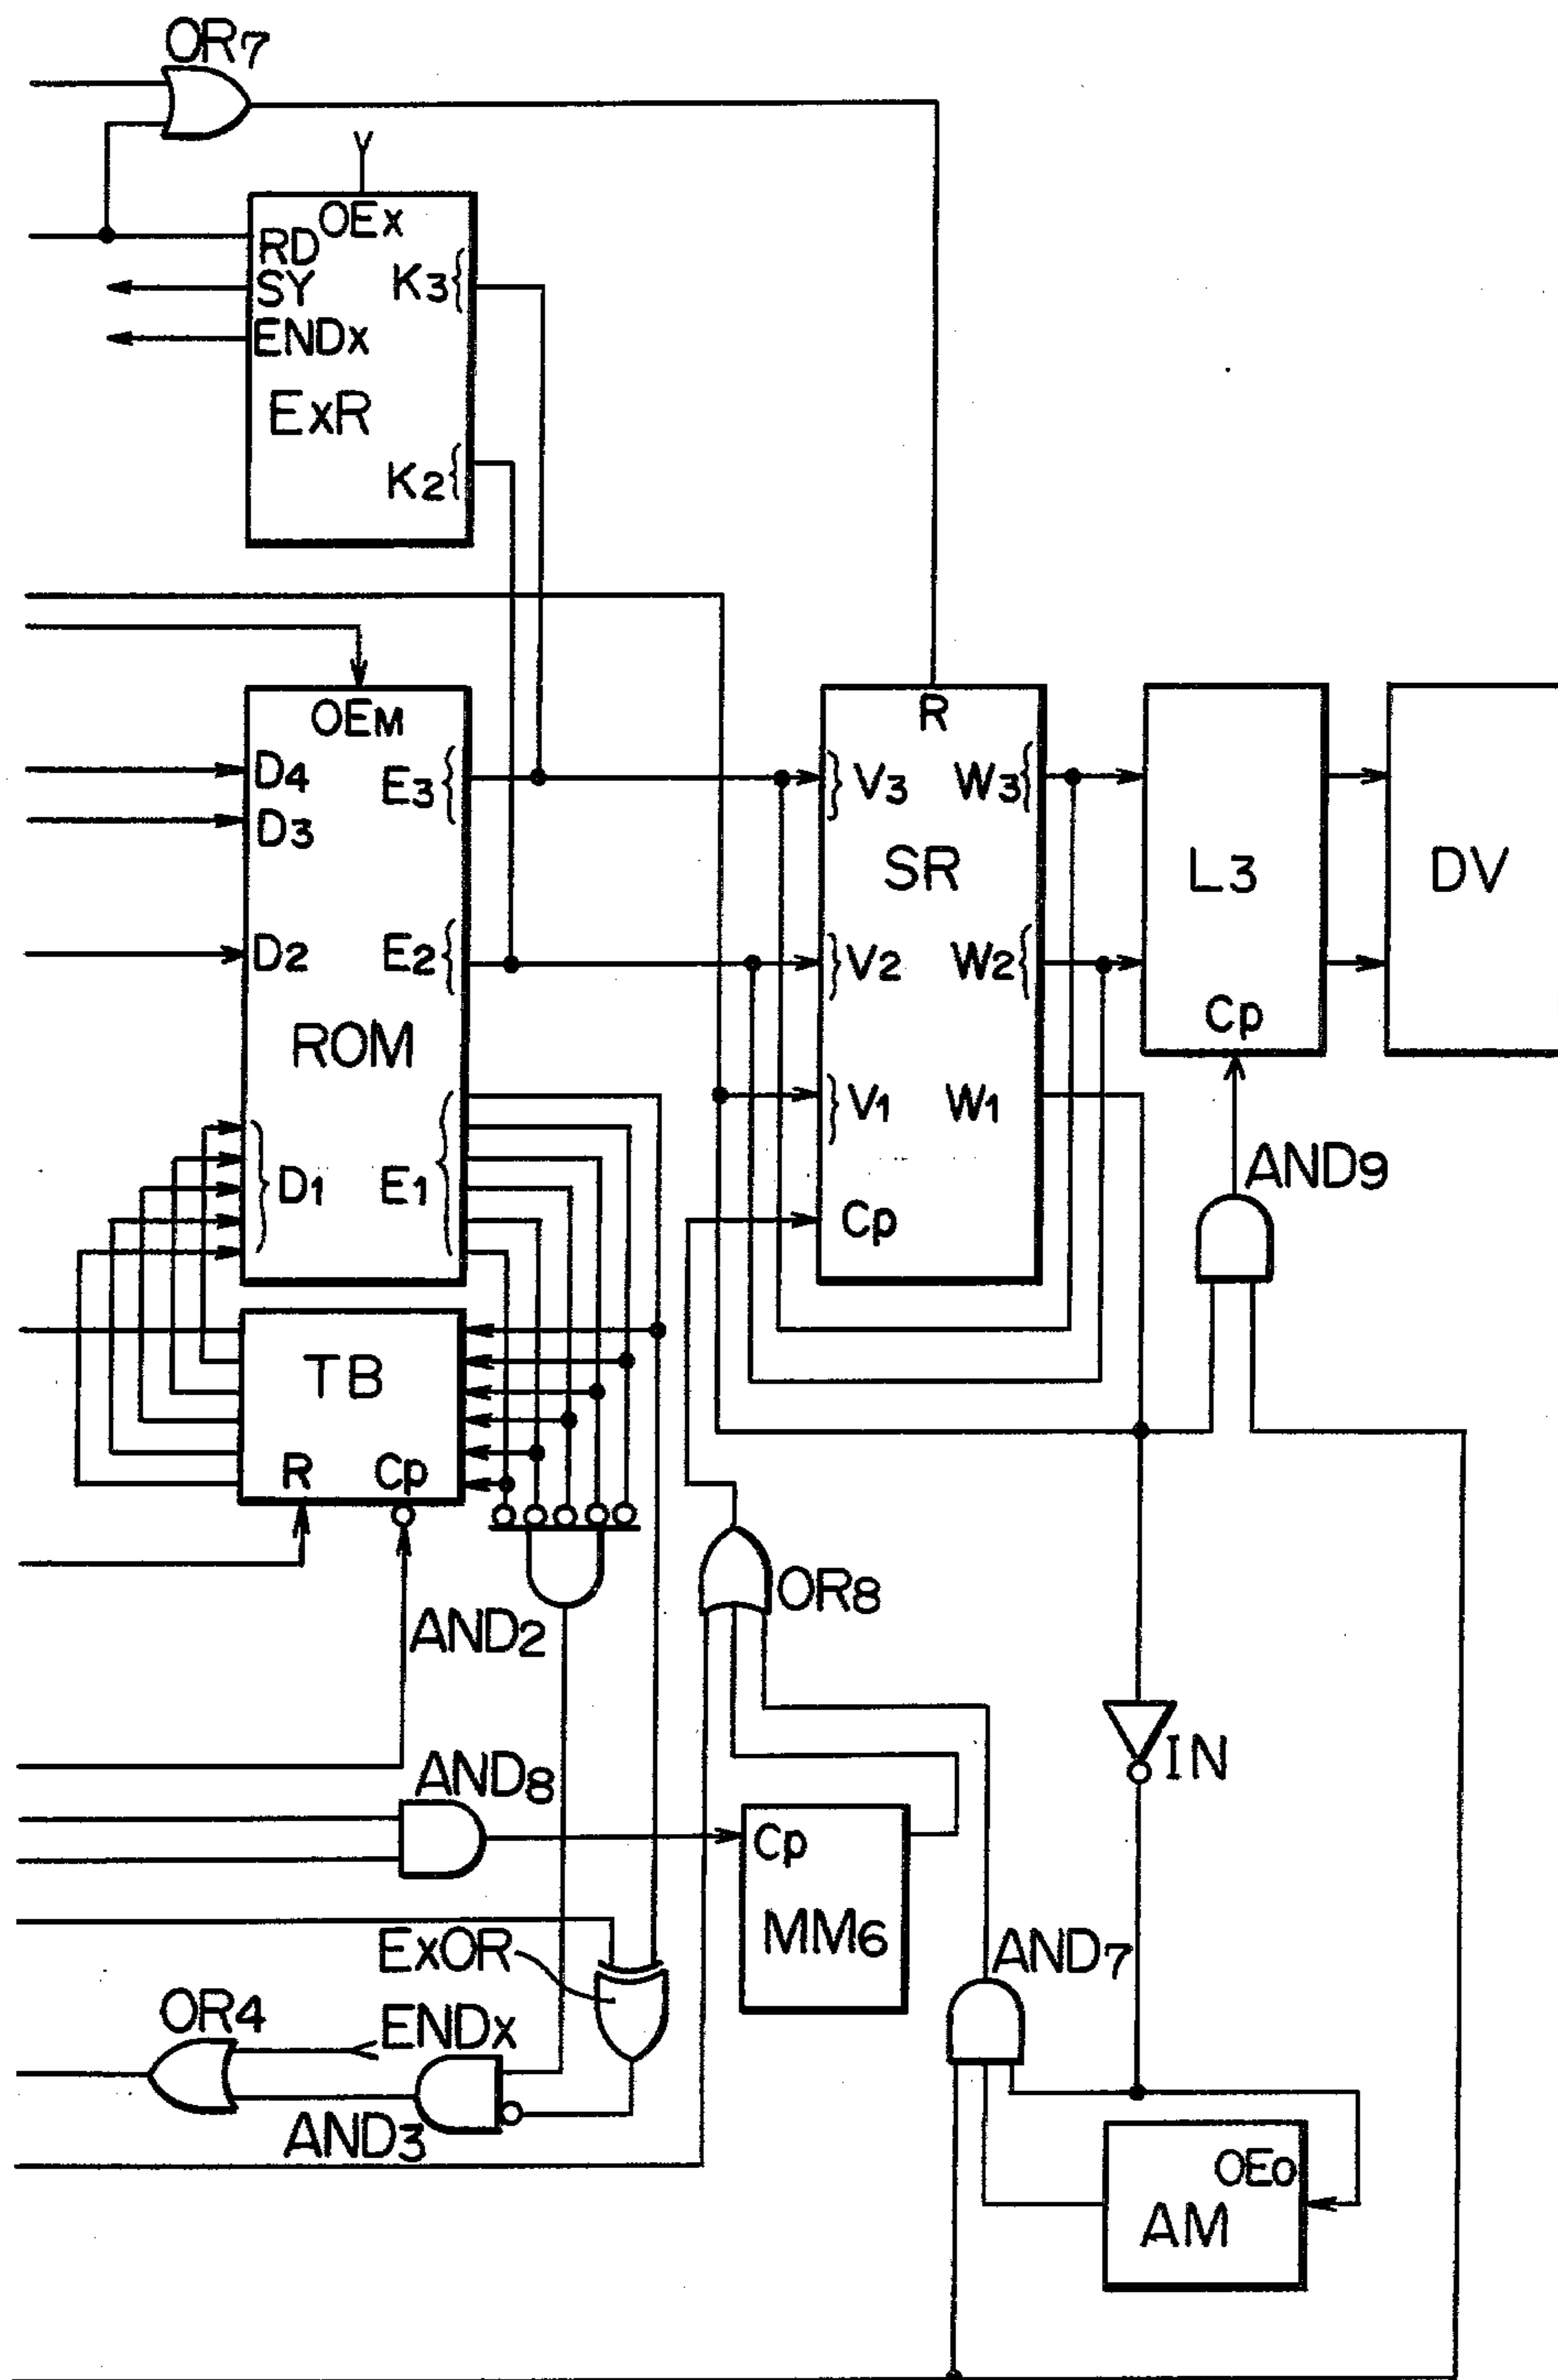 OR7
OEx
RD
SY
ENDx
K3
ExR
K2
OEM
D4
D3
E3
D2
E2
ROM
D1
E1
R
V3
W3
SR
V2
W2
V1
W1
Cp
L3
Cp
DV
AND9
TB
R
Cp
AND2
OR8
AND8
IN
Cp
MM6
ExOR
AND7
OR4
ENDx
AND3
OEo
AM